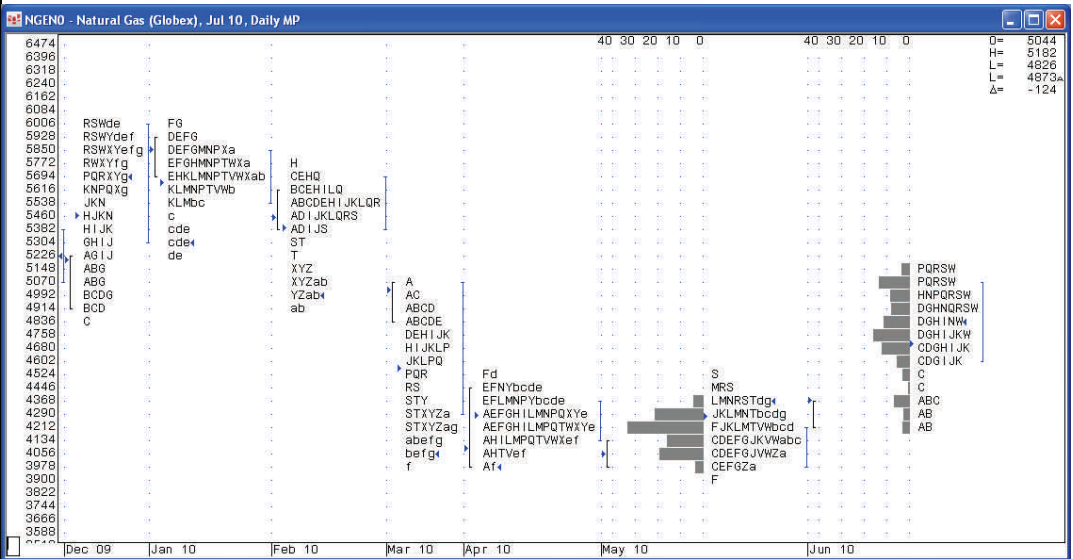 NGEN0 - Natural Gas (Globex), Jul 10, Daily MP
6474 40 30 20 10 0 40 30 20 10 0 O= 5044
6396 H= 5182
6318 L= 4826
6240 L= 4873
6162 Δ= -124
6084
6006 RSWde FG
5928 RSWYdef DEFG
5850 RSWXYefg DEFGMNPXa
5772 RWXYfg EFGHMNPTWXa H
5694 PQRXYg EHKLMNPTVWXab CEHQ
5616 KNPQXg KLMNPTVWb BCEHILQ
5538 JKN KLMbc ABCDEHIJKLQR
5460 HJKN c ADIJKLQRS
5382 HIJK cde ADIJS
5304 GHIJ cde ST
5226 AGIJ de T
5148 ABG XYZ PQRSW
5070 ABG XYZab A PQRSW
4992 BCDG YZab AC HNPQRSW
4914 BCD ab ABCD DGHNQRSW
4836 C ABCDE DGHINW
4758 DEHIJK DGHIJKW
4680 HIJKLP CDGHIJK
4602 JKLPQ CDGIJK
4524 PQR Fd S C
4446 RS EFNYbcde MRS C
4368 STY EFLMNPYbcde LMNRSTdg ABC
4290 STXYZa AEFGHILMNPQXYe JKLMNTbcdg AB
4212 STXYZag AEFGHILMPQTWXYe FJKLMTVWbcd AB
4134 abefg AHILMPQTVWXef CDEFGJKVWabc
4056 befg AHTVef CDEFGJVWZa
3978 f Af CEFGZa
3900 F
3822
3744
3666
3588
Dec 09 Jan 10 Feb 10 Mar 10 Apr 10 May 10 Jun 10